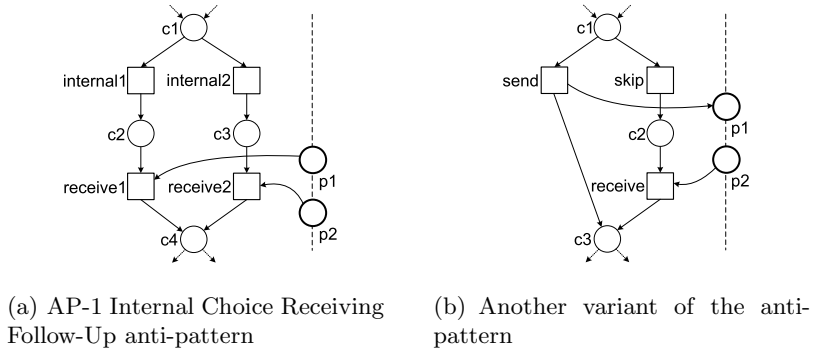 c1
internal1
internal2
c2
c3
p1
receive1
receive2
p2
c4
c1
send
skip
p1
c2
p2
receive
c3
(a) AP-1 Internal Choice Receiving
Follow-Up anti-pattern
(b) Another variant of the anti-
pattern